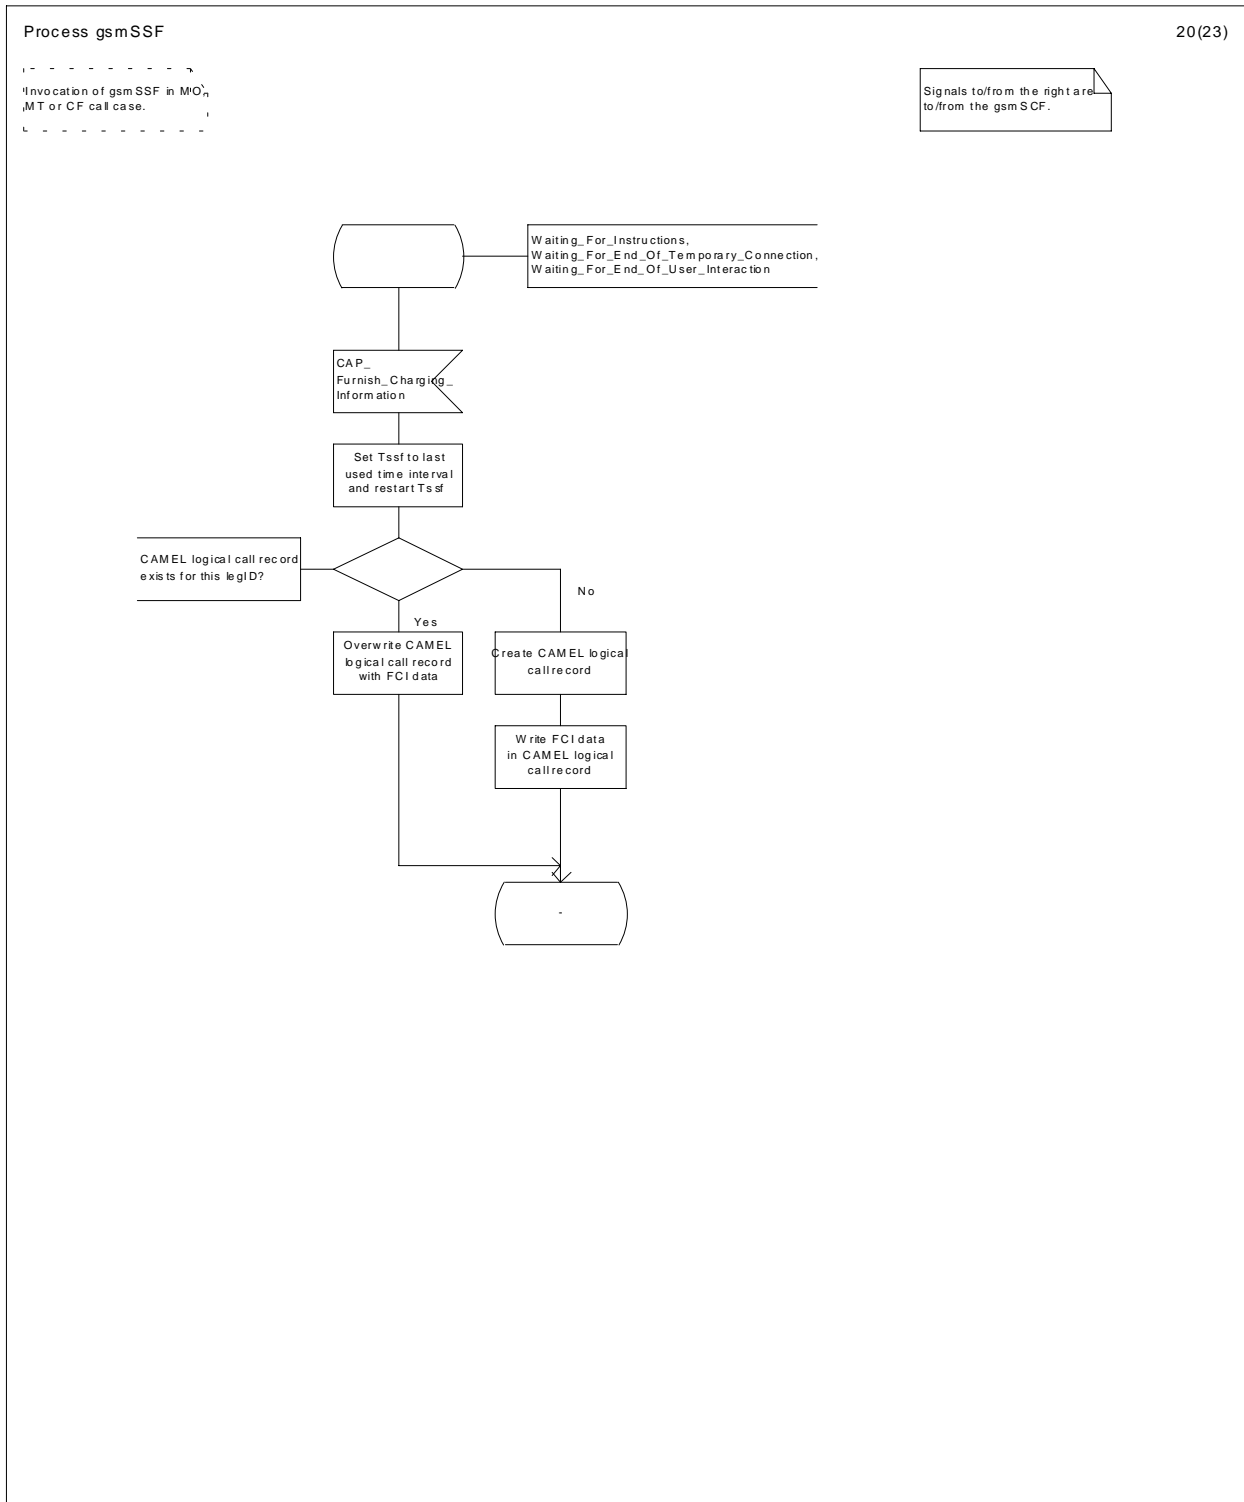 Process gsmSSF
20(23)
Invocation of gsmSSF in MO,
MT or CF call case.
Signals to/from the right are
to/from the gsmSCF.
Waiting_For_Instructions,
Waiting_For_End_Of_Temporary_Connection,
Waiting_For_End_Of_User_Interaction
CAP_
Furnish_Charging_
Information
Set Tssf to last
used time interval
and restart Tssf
CAMEL logical call record
exists for this legID?
No
Yes
Overwrite CAMEL
logical call record
with FCI data
Create CAMEL logical
call record
Write FCI data
in CAMEL logical
call record
-